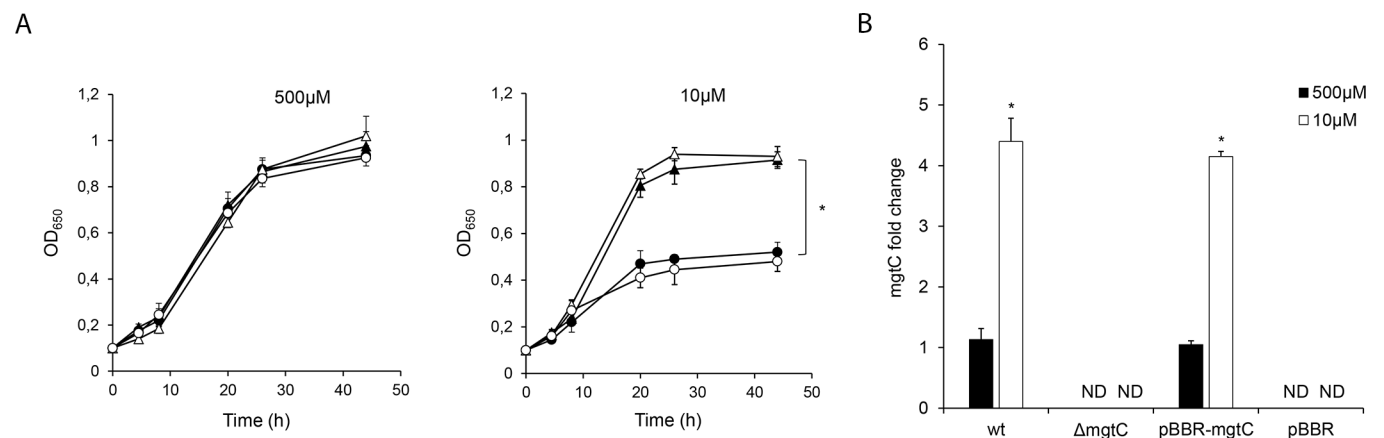 A
500µM
1,2
1
0,8
0,6
0,4
0,2
0
OD650
0 10 20 30 40 50
Time (h)
10µM
1,2
1
0,8
0,6
0,4
0,2
0
OD650
0 10 20 30 40 50
Time (h)
*
B
6
5
4
3
2
1
0
mgtC fold change
500µM
10µM
*
*
ND ND
ND ND
wt ΔmgtC pBBR-mgtC pBBR